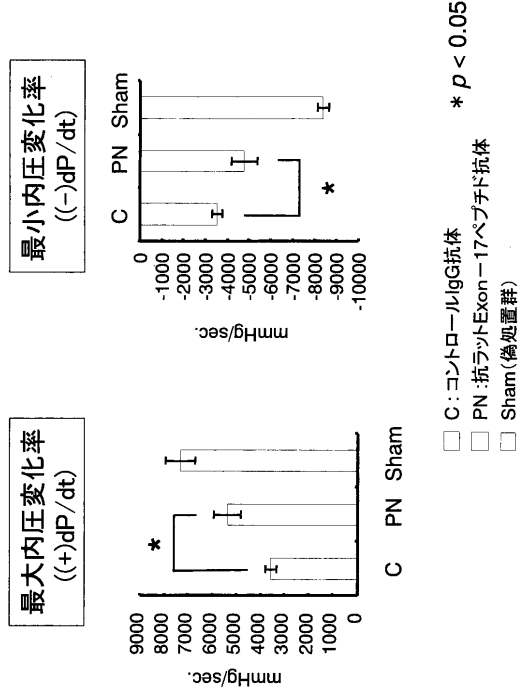 最大内圧変化率
((+)dP/dt)
9000
8000
7000
6000
5000
4000
3000
2000
1000
0
mmHg/sec.
*
C PN Sham
最小内圧変化率
((-)dP/dt)
C PN Sham
0
-1000
-2000
-3000
-4000
-5000
-6000
-7000
-8000
-9000
-10000
mmHg/sec.
*
C:コントロールIgG抗体
PN:抗ラットExon-17ペプチド抗体
Sham(偽処置群)
* p < 0.05